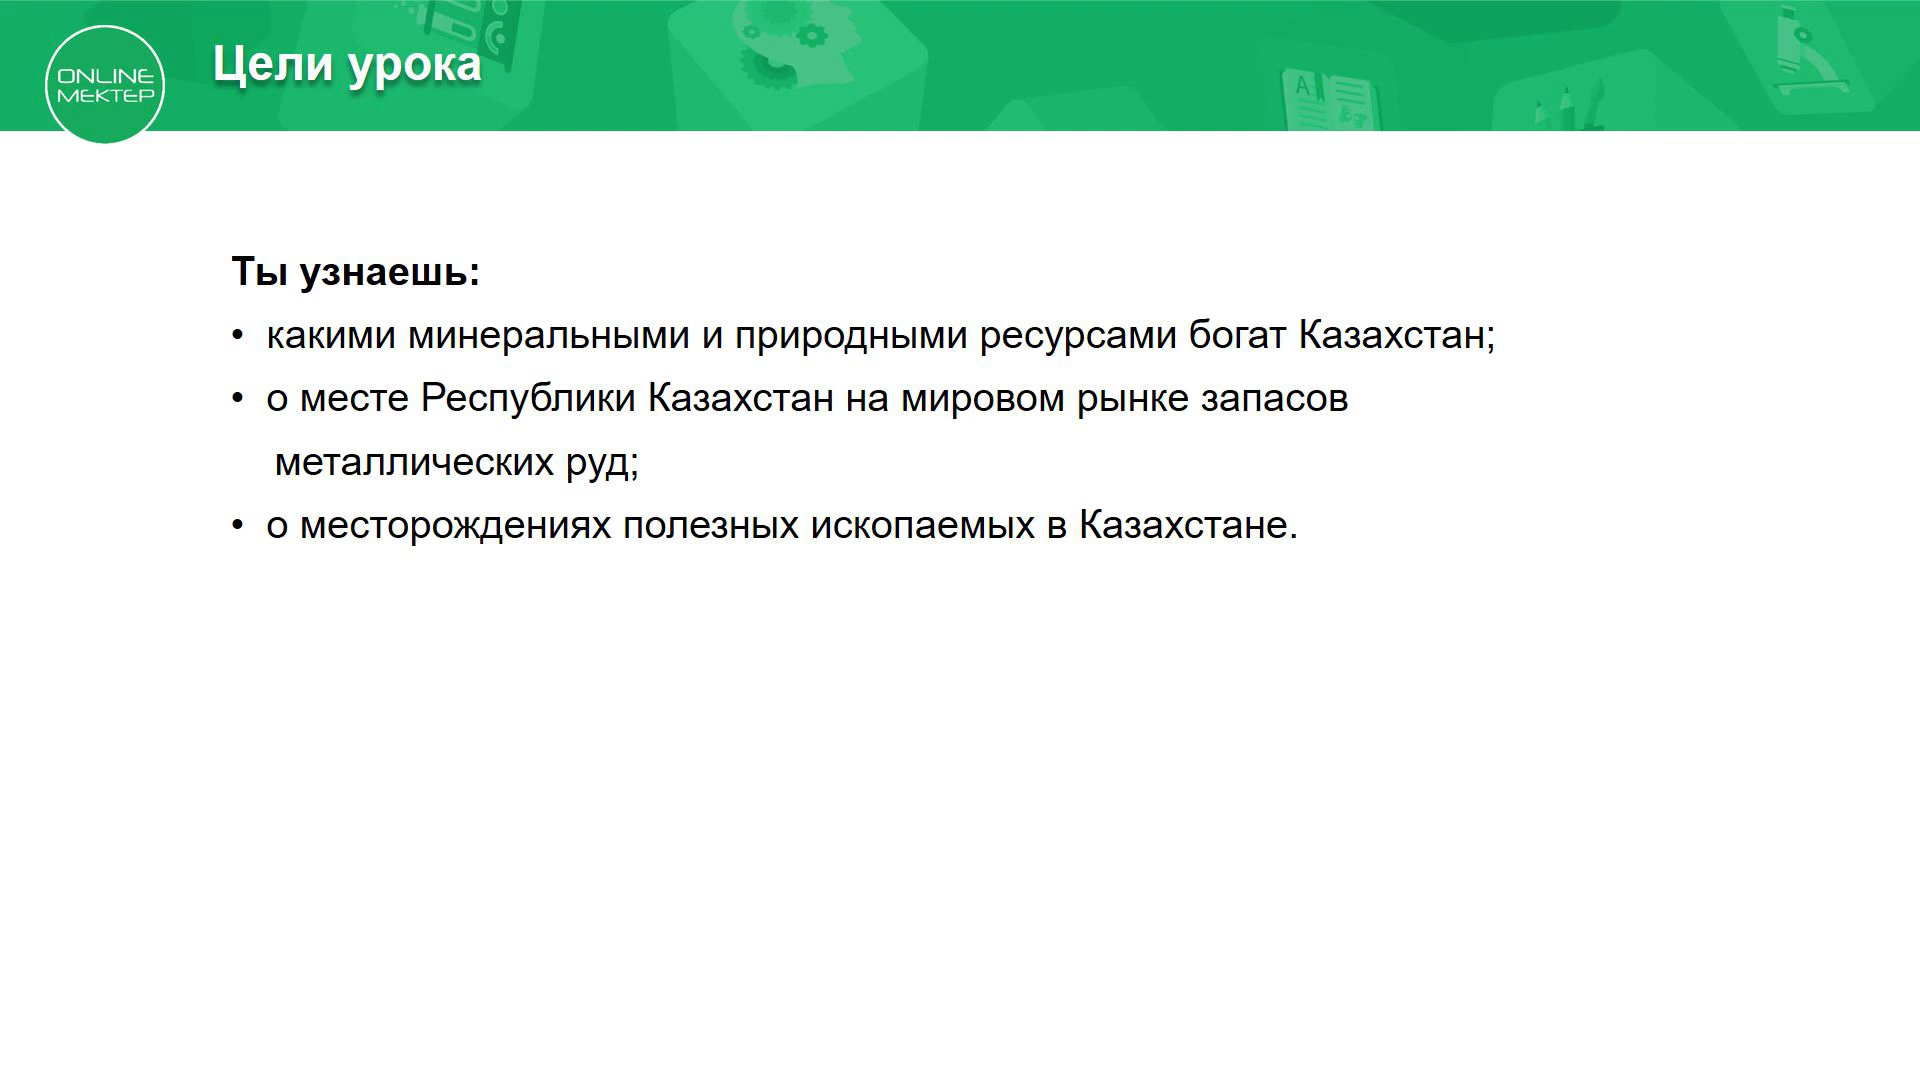 ONLINE
MEKTEP
Цели урока
Ты узнаешь:
• какими минеральными и природными ресурсами богат Казахстан;
• о месте Республики Казахстан на мировом рынке запасов
металлических руд;
• о месторождениях полезных ископаемых в Казахстане.